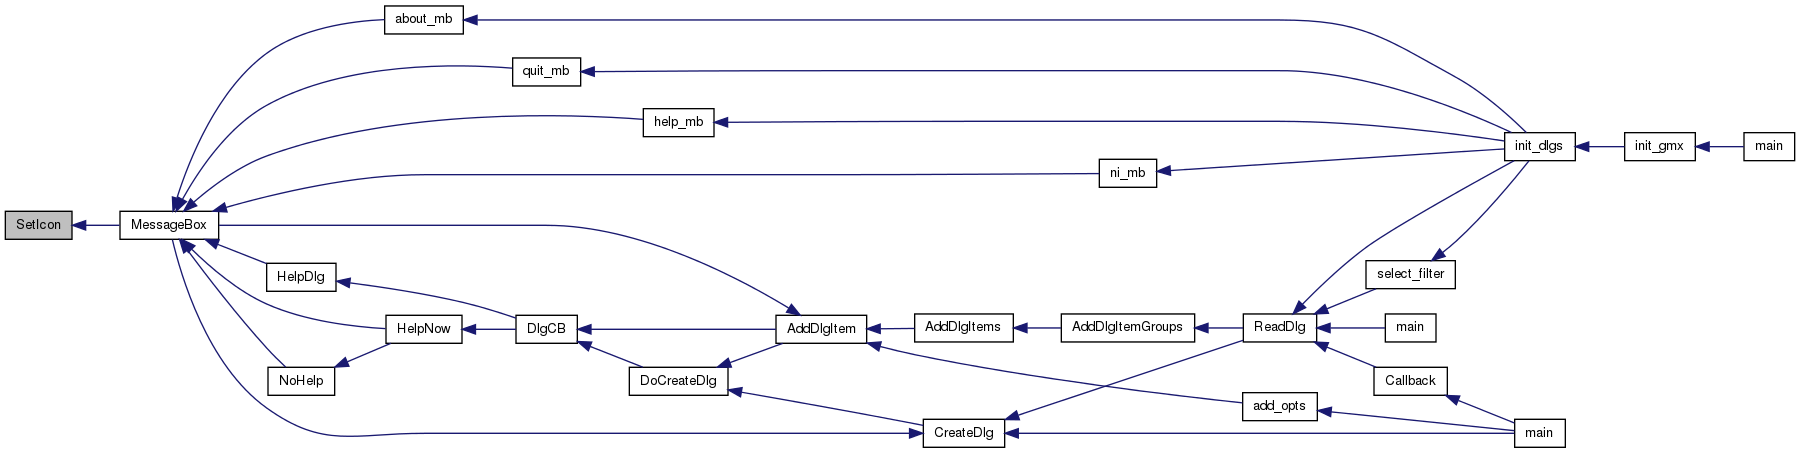 about_mb
quit_mb
help_mb
init_dlgs
init_gmx
main
ni_mb
SetIcon
MessageBox
HelpDlg
select_filter
HelpNow
DlgCB
AddDlgItem
AddDlgItems
AddDlgItemGroups
ReadDlg
main
NoHelp
DoCreateDlg
Callback
add_opts
CreateDlg
main